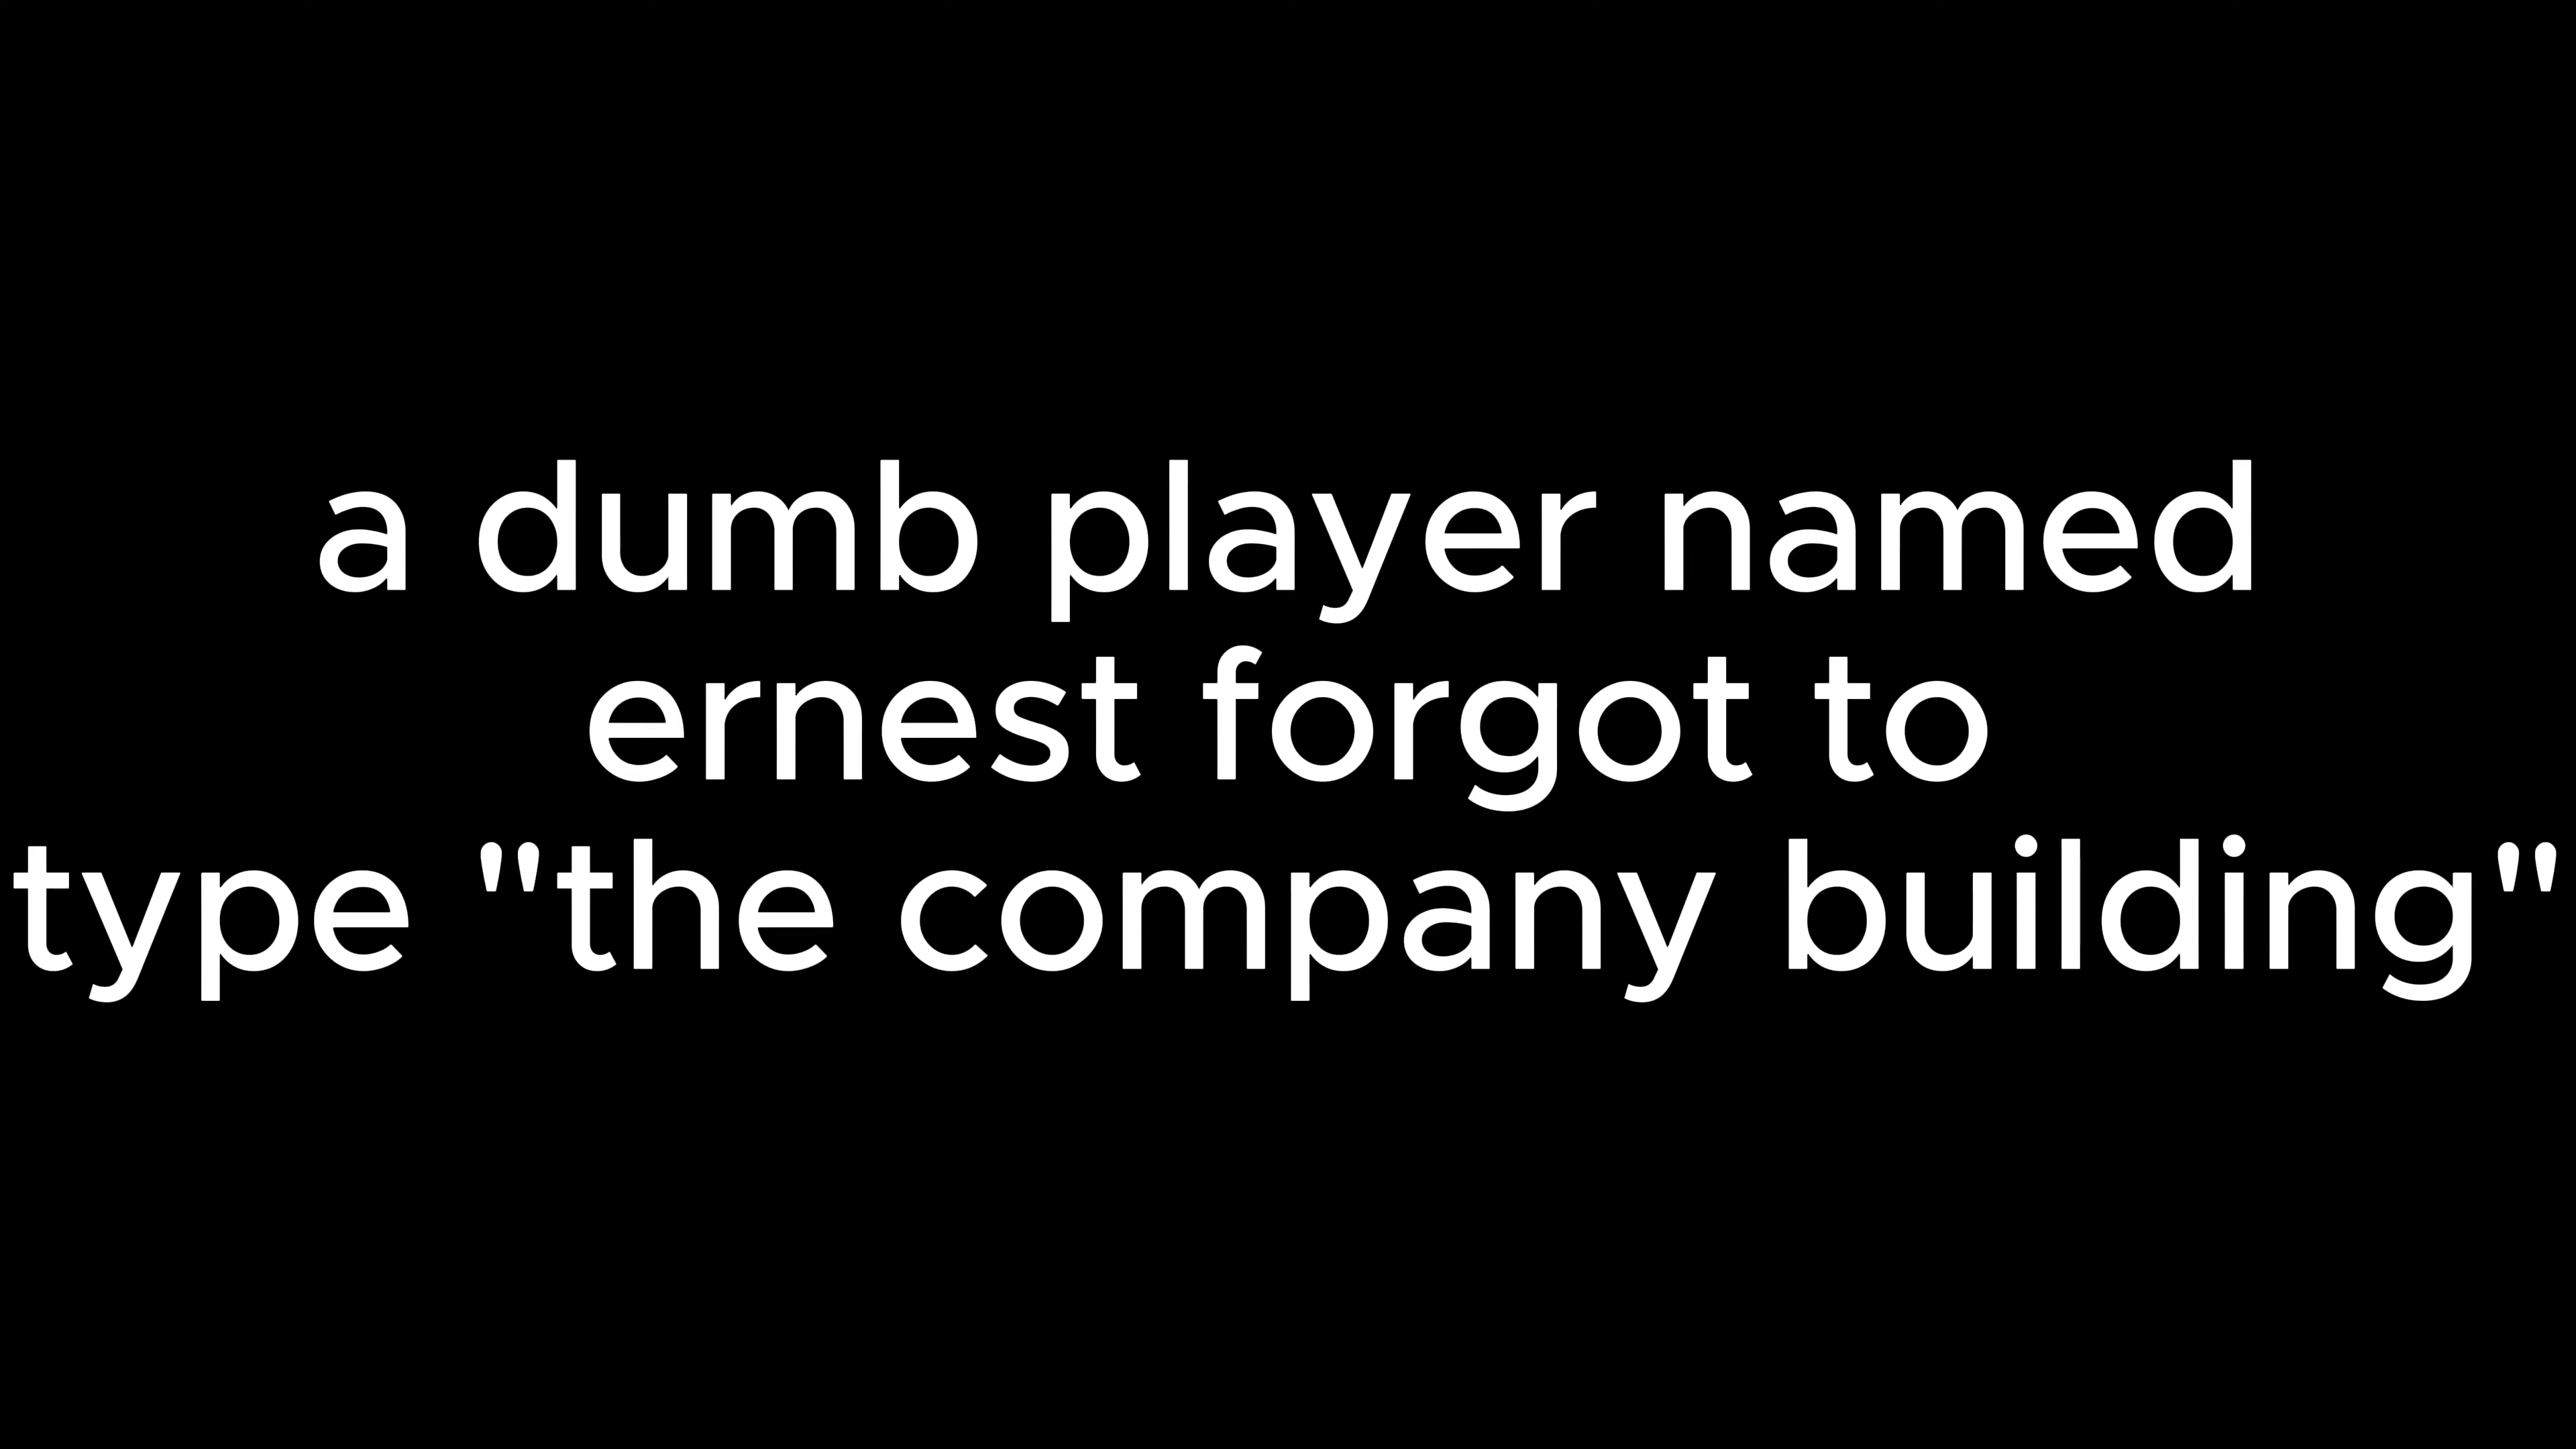 a dumb player named
ernest forgot to
type "the company building"